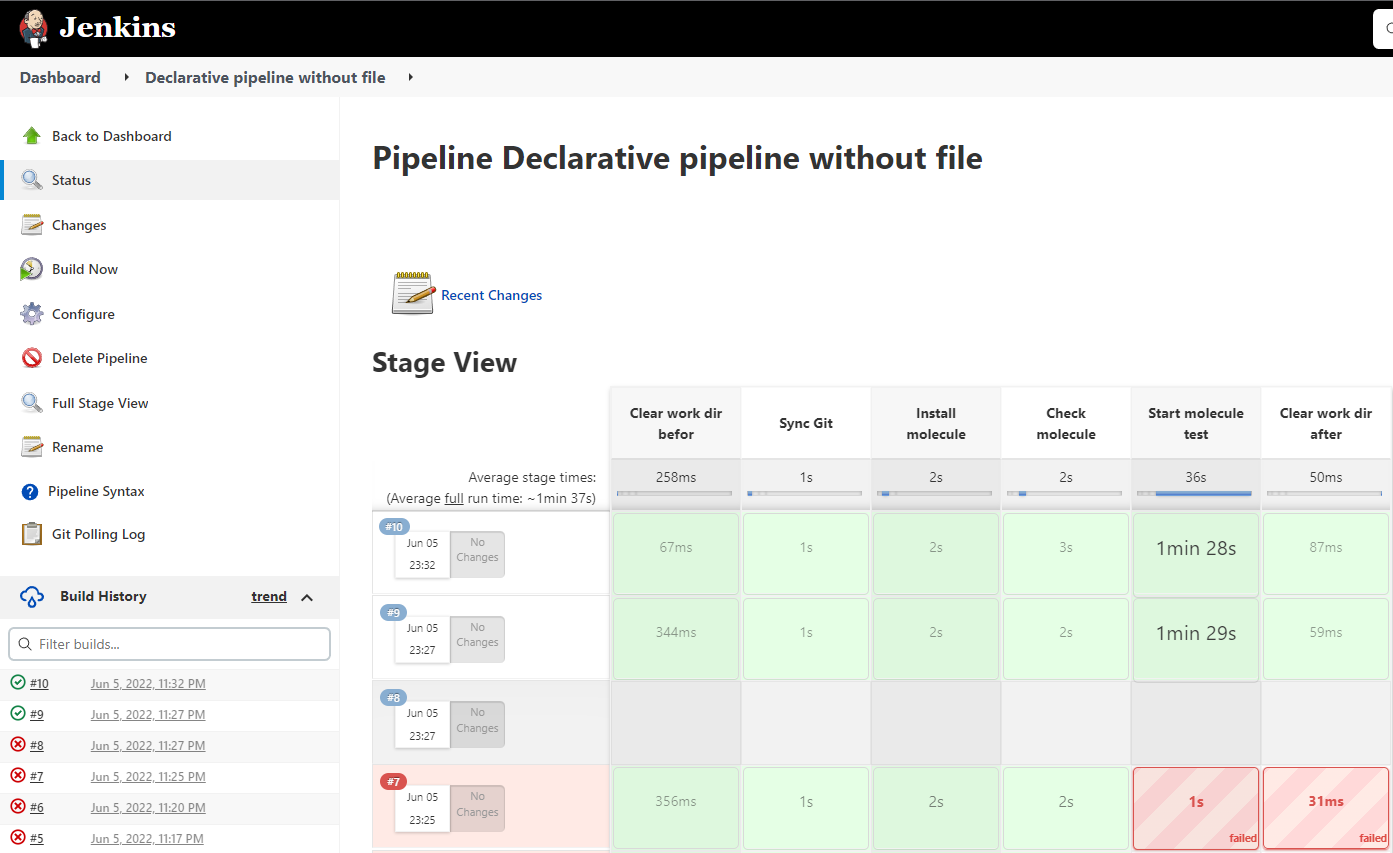 Jenkins
Dashboard
Declarative pipeline without file
Back to Dashboard
Status
Changes
Build Now
Configure
Delete Pipeline
Full Stage View
Rename
Pipeline Syntax
Git Polling Log
Build History
trend
Filter builds...
#10 Jun 5, 2022, 11:32 PM
#9 Jun 5, 2022, 11:27 PM
#8 Jun 5, 2022, 11:27 PM
#7 Jun 5, 2022, 11:25 PM
#6 Jun 5, 2022, 11:20 PM
#5 Jun 5, 2022, 11:17 PM
Pipeline Declarative pipeline without file
Recent Changes
Stage View
Clear work dir
befor
Sync Git
Install
molecule
Check
molecule
Start molecule
test
Clear work dir
after
Average stage times:
(Average full run time: ~1min 37s)
258ms
1s
2s
2s
36s
50ms
#10
Jun 05
23:32
No
Changes
67ms
1s
2s
3s
1min 28s
87ms
#9
Jun 05
23:27
No
Changes
344ms
1s
2s
2s
1min 29s
59ms
#8
Jun 05
23:27
No
Changes
#7
Jun 05
23:25
No
Changes
356ms
1s
2s
2s
1s
failed
31ms
failed